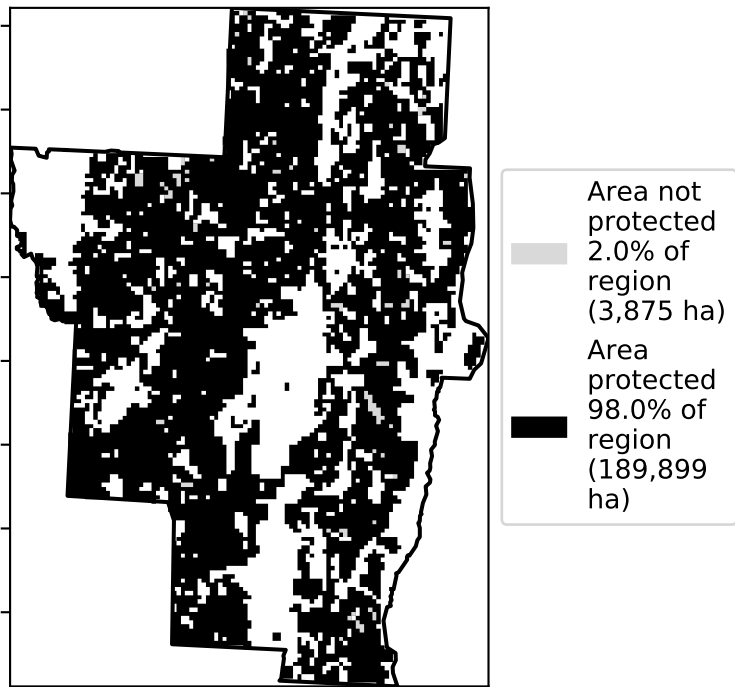 Area not
protected
2.0% of
region
(3,875 ha)
Area
protected
98.0% of
region
(189,899
ha)